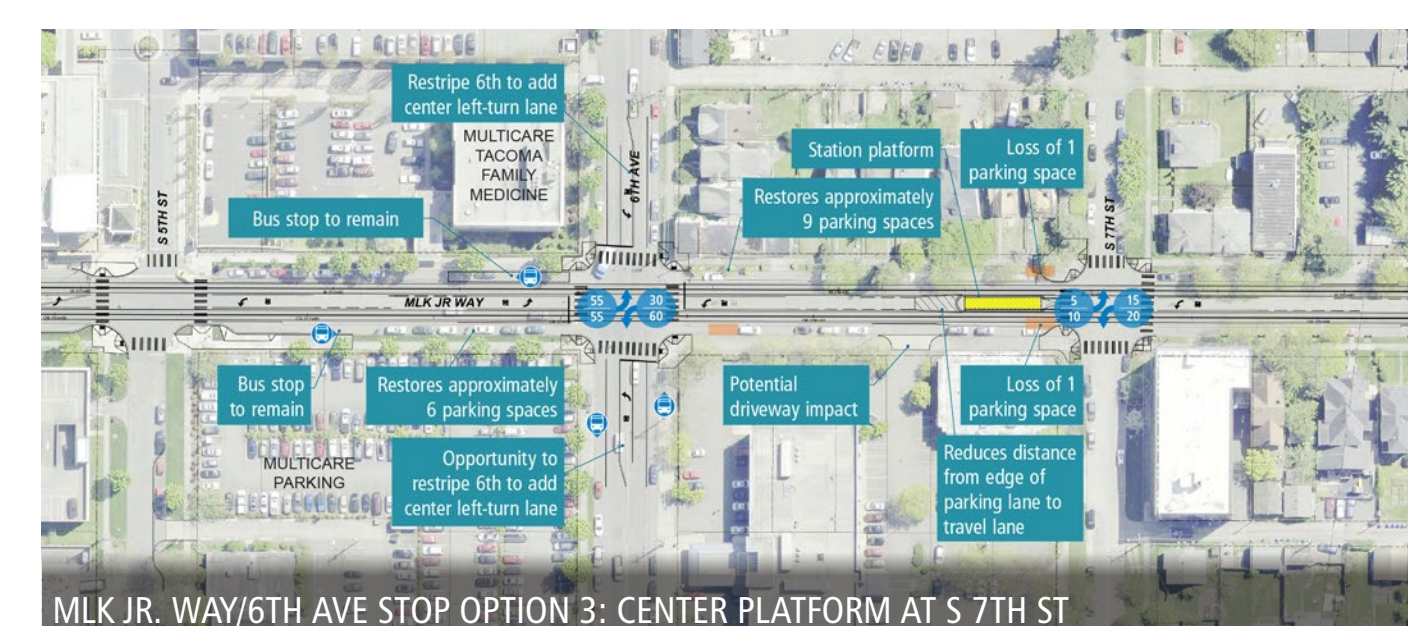 Restripe 6th to add
center left-turn lane
MULTICARE
TACOMA
FAMILY
MEDICINE
6TH AVE
Station platform
Loss of 1
parking space
Restores approximately
9 parking spaces
S 5TH ST
Bus stop to remain
S 7TH ST
MLK JR WAY
55
55
30
60
5
10
15
20
Bus stop
to remain
Restores approximately
6 parking spaces
Potential
driveway impact
Loss of 1
parking space
MULTICARE
PARKING
Opportunity to
restripe 6th to add
center left-turn lane
Reduces distance
from edge of
parking lane to
travel lane
MLK JR. WAY/6TH AVE STOP OPTION 3: CENTER PLATFORM AT S 7TH ST